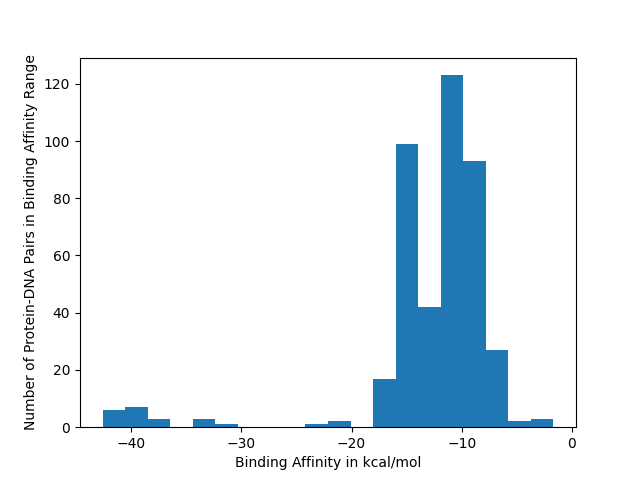 Number of Protein-DNA Pairs in Binding Affinity Range
120
100
80
60
40
20
0
−40 −30 −20 −10 0
Binding Affinity in kcal/mol